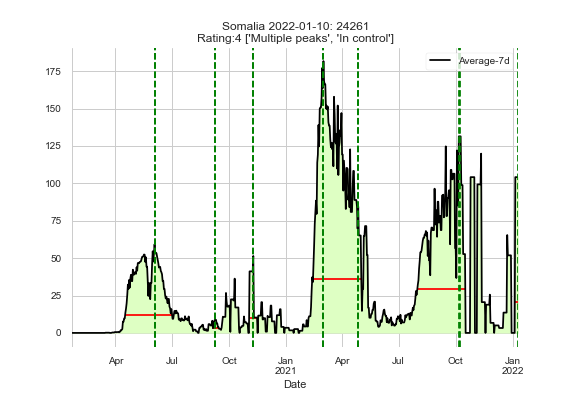 Somalia 2022-01-10: 24261
Rating:4 ['Multiple peaks', 'In control']
Average-7d
175
150
125
100
75
50
25
0
Apr Jul Oct Jan Apr Jul Oct Jan
2021 2022
Date